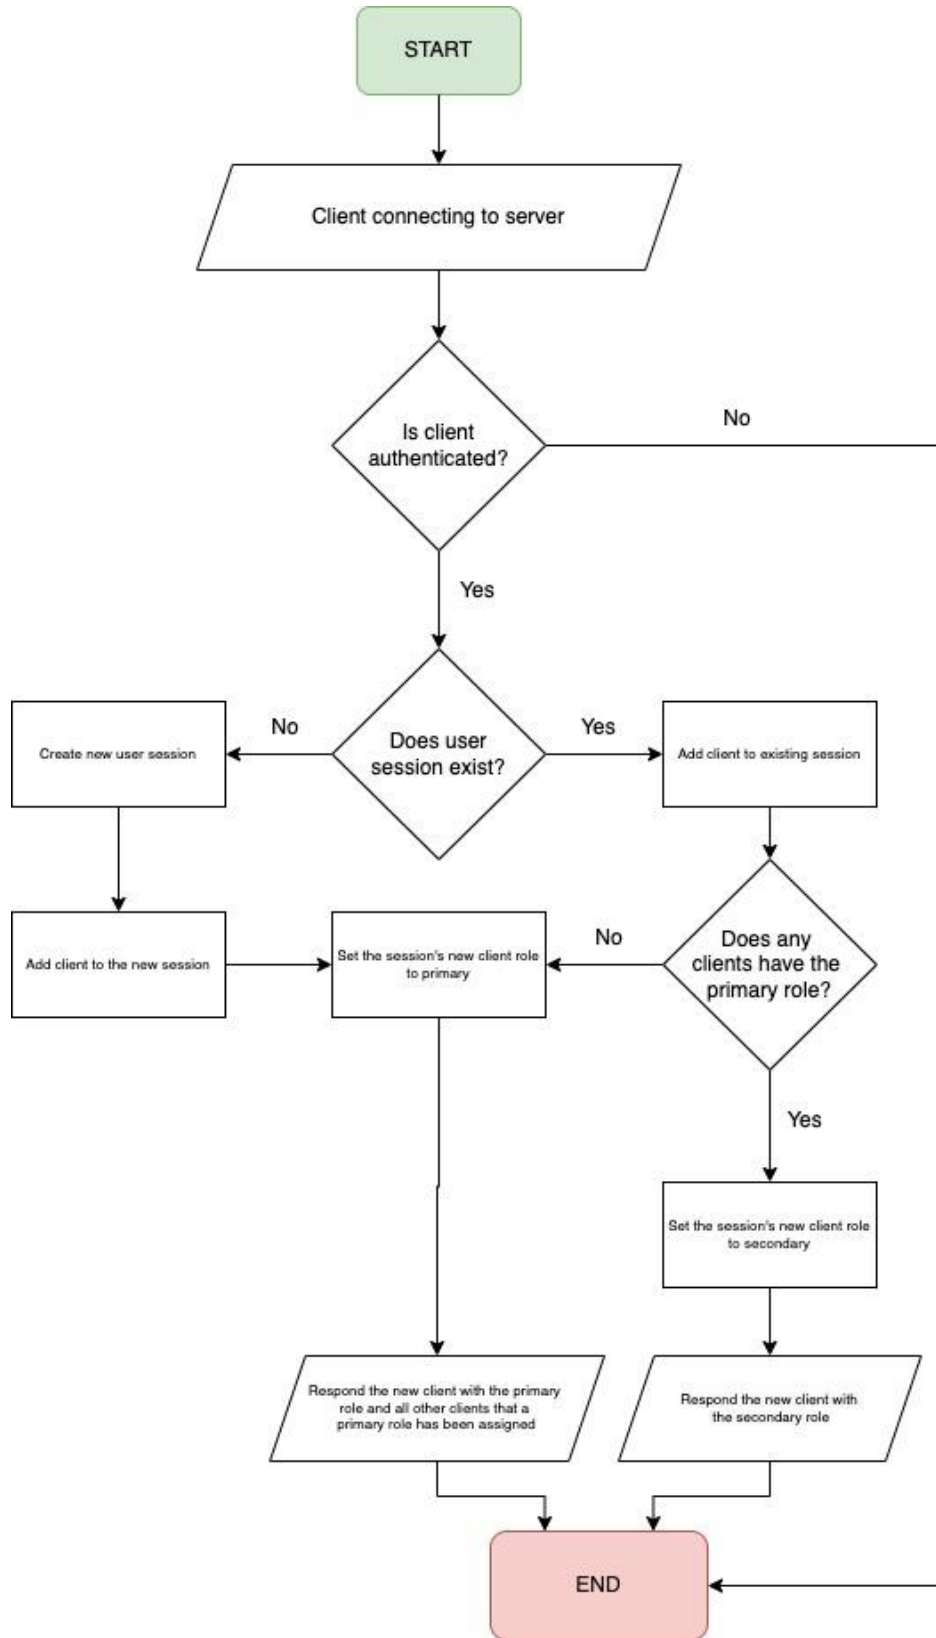 START
Client connecting to server
Is client
authenticated?
No
Yes
Does user
session exist?
No
Yes
Create new user session
Add client to existing session
Add client to the new session
Set the session's new client role
to primary
No
Does any
clients have the
primary role?
Yes
Set the session's new client role
to secondary
Respond the new client with the primary
role and all other clients that a
primary role has been assigned
Respond the new client with
the secondary role
END